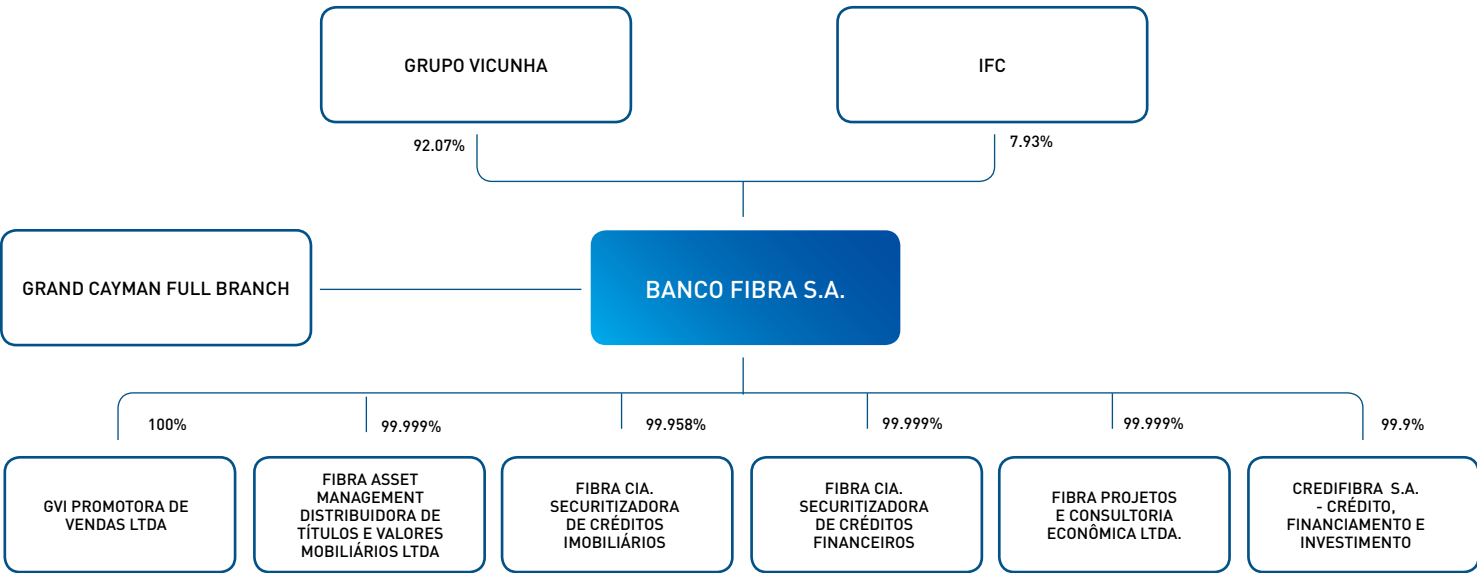 GRUPO VICUNHA
IFC
92.07%
7.93%
GRAND CAYMAN FULL BRANCH
BANCO FIBRA S.A.
100%
99.999%
99.958%
99.999%
99.999%
99.9%
GVI PROMOTORA DE
VENDAS LTDA
FIBRA ASSET
MANAGEMENT
DISTRIBUIDORA DE
TÍTULOS E VALORES
MOBILIÁRIOS LTDA
FIBRA CIA.
SECURITIZADORA
DE CRÉDITOS
IMOBILIÁRIOS
FIBRA CIA.
SECURITIZADORA
DE CRÉDITOS
FINANCEIROS
FIBRA PROJETOS
E CONSULTORIA
ECONÔMICA LTDA.
CREDIFIBRA S.A.
- CRÉDITO,
FINANCIAMENTO E
INVESTIMENTO